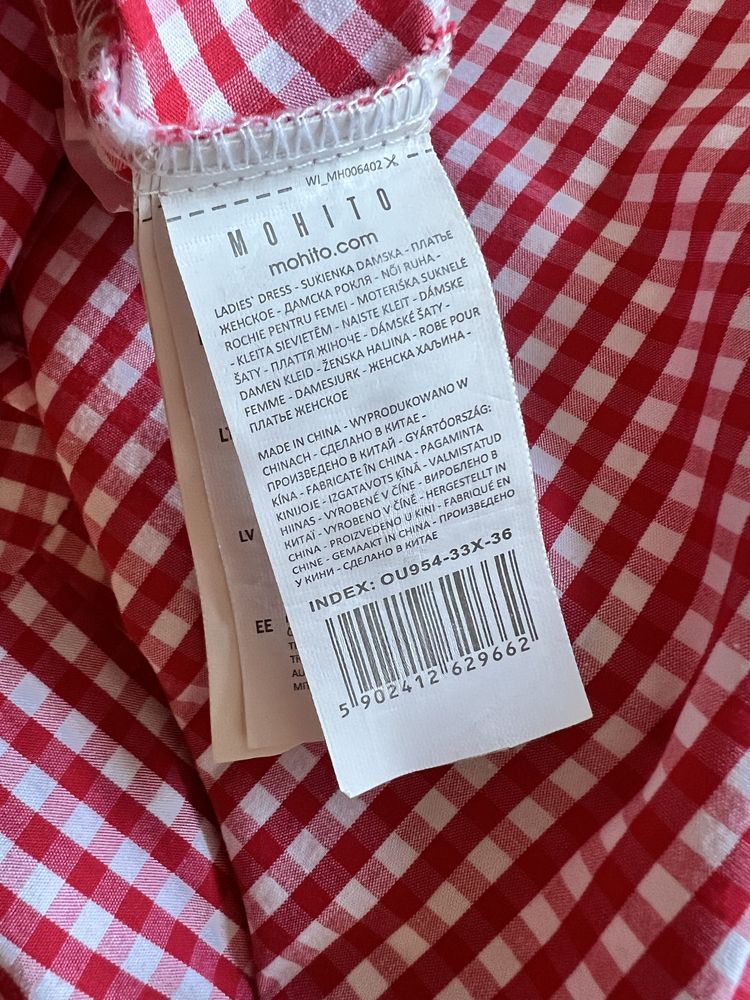 WI_MH006402 X
MOHITO
mohito.com
LADIES' DRESS - SUKIENKA DAMSKA - ПЛАТЬЕ
ЖЕНСКОЕ - ДАМСКА РОКЛЯ - NŐI RUHA -
ROCHIE PENTRU FEMEI - MOTERIŠKA SUKNELĖ
- KLEITA SIEVIETĒM - NAISTE KLEIT - DÁMSKE
ŠATY - ПЛАТТЯ ЖІНОЧЕ - DÁMSKÉ ŠATY -
DAMEN KLEID - ŽENSKA HALJINA - ROBE POUR
FEMME - DAMESJURK - ЖЕНСКА ХАЉИНА -
ПЛАТЬЕ ЖЕНСКОЕ
MADE IN CHINA - WYPRODUKOWANO W
CHINACH - СДЕЛАНО В КИТАЕ -
ПРОИЗВЕДЕНО В КИТАЙ - GYÁRTÓORSZÁG:
KÍNA - FABRICATE ÎN CHINA - PAGAMINTA
KINIJOJE - IZGATAVOTS ĶĪNĀ - VALMISTATUD
HIINAS - VYROBENÉ V ČÍNE - ВИРОБЛЕНО В
КИТАЇ - VYROBENO V ČÍNĚ - HERGESTELLT IN
CHINA - PROIZVEDENO U KINI - FABRIQUÉ EN
CHINE - GEMAAKT IN CHINA - ПРОИЗВЕДЕНО
У КИНИ - СДЕЛАНО В КИТАЕ
INDEX: OU954-33X-36
5 902412 629662
LT
LV
EE